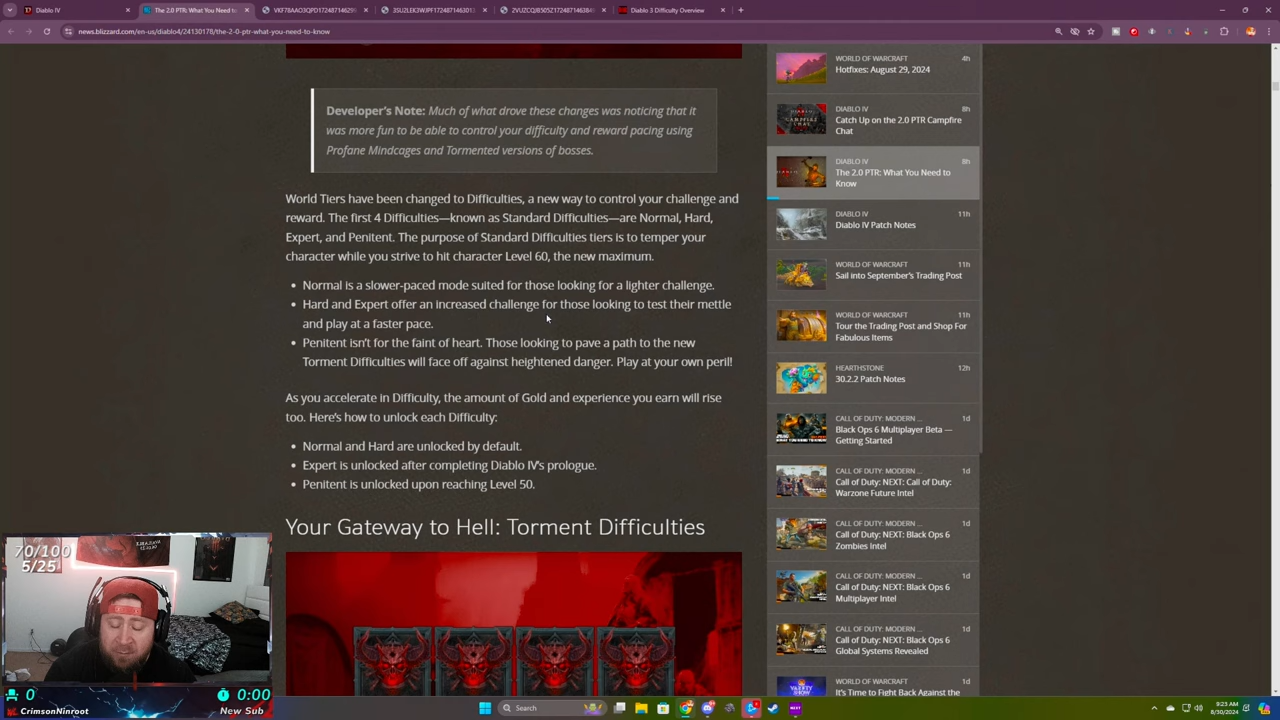 Diablo IV
The 2.0 PTR: What You Need to
Diablo 3 Difficulty Overview
news.blizzard.com/en-us/diablo4/24130178/the-2-0-ptr-what-you-need-to-know
Developer's Note: Much of what drove these changes was noticing that it
was more fun to be able to control your difficulty and reward pacing using
Profane Mindcages and Tormented versions of bosses.
World Tiers have been changed to Difficulties, a new way to control your challenge and
reward. The first 4 Difficulties—known as Standard Difficulties—are Normal, Hard,
Expert, and Penitent. The purpose of Standard Difficulties tiers is to temper your
character while you strive to hit character Level 60, the new maximum.
Normal is a slower-paced mode suited for those looking for a lighter challenge.
Hard and Expert offer an increased challenge for those looking to test their mettle
and play at a faster pace.
Penitent isn't for the faint of heart. Those looking to pave a path to the new
Torment Difficulties will face off against heightened danger. Play at your own peril!
As you accelerate in Difficulty, the amount of Gold and experience you earn will rise
too. Here's how to unlock each Difficulty:
Normal and Hard are unlocked by default.
Expert is unlocked after completing Diablo IV's prologue.
Penitent is unlocked upon reaching Level 50.
Your Gateway to Hell: Torment Difficulties
WORLD OF WARCRAFT 4h
Hotfixes: August 29, 2024
DIABLO IV 8h
Catch Up on the 2.0 PTR Campfire
Chat
DIABLO IV 8h
The 2.0 PTR: What You Need to
Know
DIABLO IV 11h
Diablo IV Patch Notes
WORLD OF WARCRAFT 11h
Sail into September's Trading Post
WORLD OF WARCRAFT 11h
Tour the Trading Post and Shop For
Fabulous Items
HEARTHSTONE 12h
30.2.2 Patch Notes
CALL OF DUTY: MODERN ... 1d
Black Ops 6 Multiplayer Beta —
Getting Started
CALL OF DUTY: MODERN ... 1d
Call of Duty: NEXT: Call of Duty:
Warzone Future Intel
CALL OF DUTY: MODERN ... 1d
Call of Duty: NEXT: Black Ops 6
Zombies Intel
CALL OF DUTY: MODERN ... 1d
Call of Duty: NEXT: Black Ops 6
Multiplayer Intel
CALL OF DUTY: MODERN ... 1d
Call of Duty: NEXT: Black Ops 6
Global Systems Revealed
WORLD OF WARCRAFT 1d
It's Time to Fight Back Against the
70/100
5/25
0
0:00
CrimsonNinroot
New Sub
Search
9:23 AM
8/30/2024